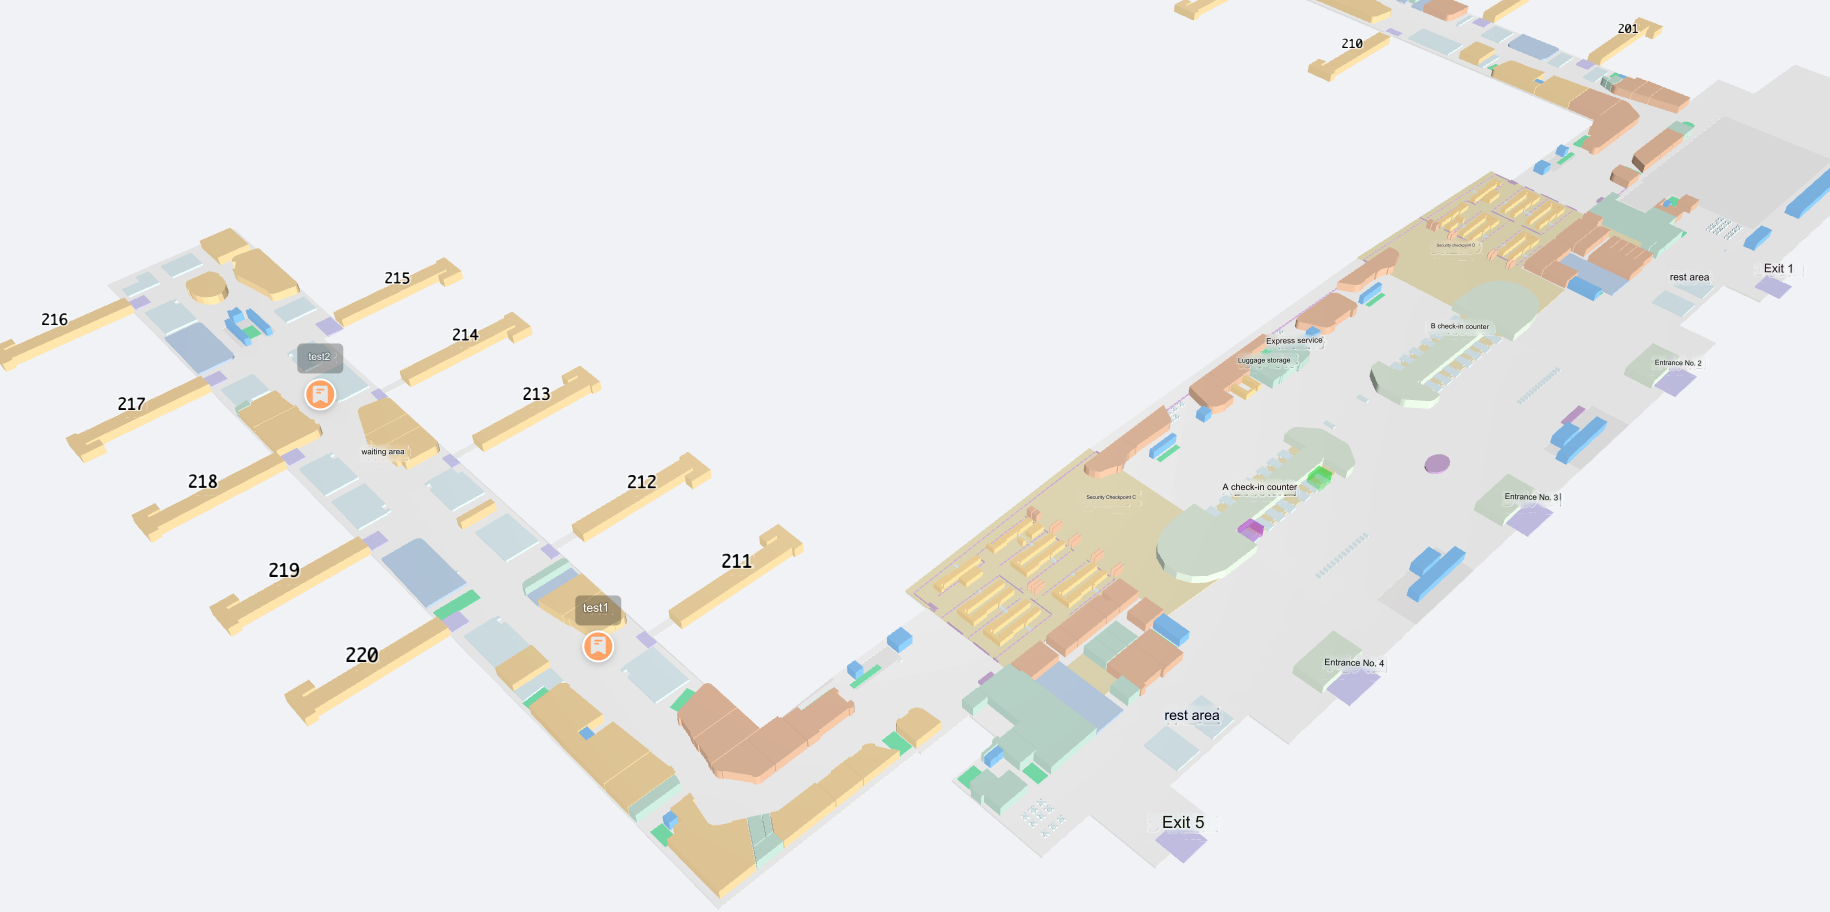 201
210
215
216
214
213
217
218
212
219
211
220
test2
test1
waiting area
Security checkpoint D
Express service
Luggage storage
B check-in counter
A check-in counter
Security Checkpoint C
rest area
Exit 1
Entrance No. 2
Entrance No. 3
Entrance No. 4
rest area
Exit 5